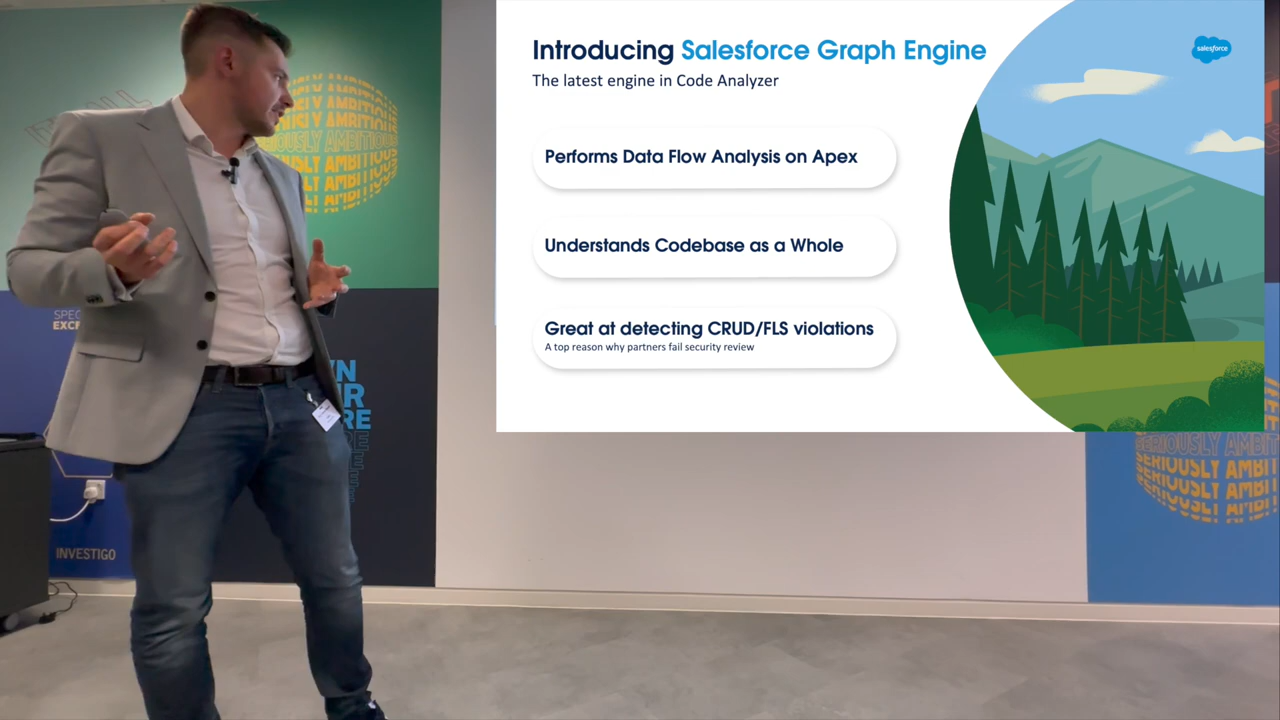 Introducing Salesforce Graph Engine
The latest engine in Code Analyzer
salesforce
Performs Data Flow Analysis on Apex
Understands Codebase as a Whole
Great at detecting CRUD/FLS violations
A top reason why partners fail security review
SERIOUSLY AMBITIOUS
SPEC
EXC
INVESTIGO
SERIOUSLY AMBIT
SERIOUSLY AMBIT